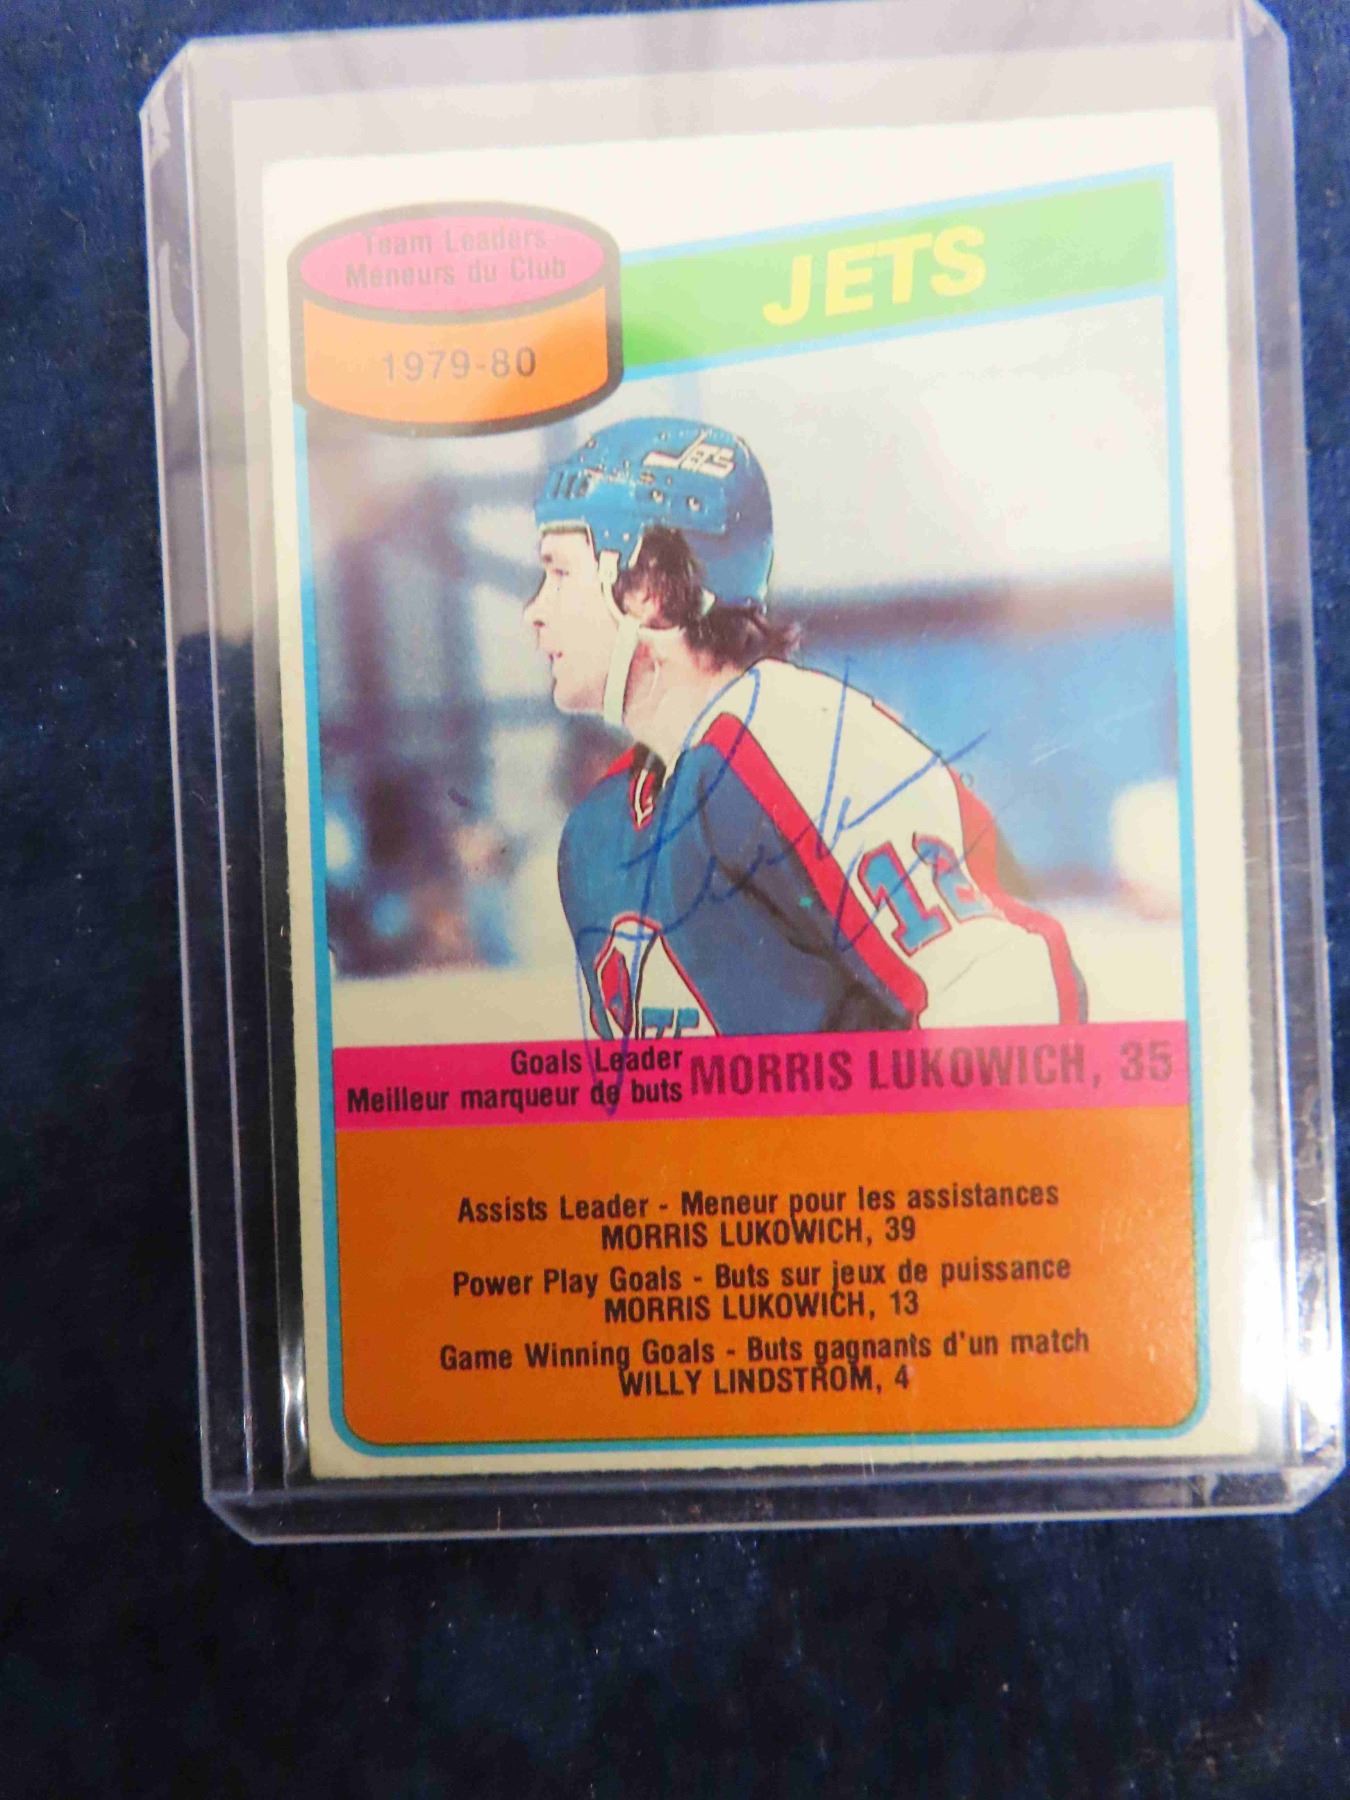 Team Leaders
Meneurs du Club
1979-80
JETS
Jets
12
Goals Leader
Meilleur marqueur de buts
MORRIS LUKOWICH, 35
Assists Leader - Meneur pour les assistances
MORRIS LUKOWICH, 39
Power Play Goals - Buts sur jeux de puissance
MORRIS LUKOWICH, 13
Game Winning Goals - Buts gagnants d'un match
WILLY LINDSTROM, 4